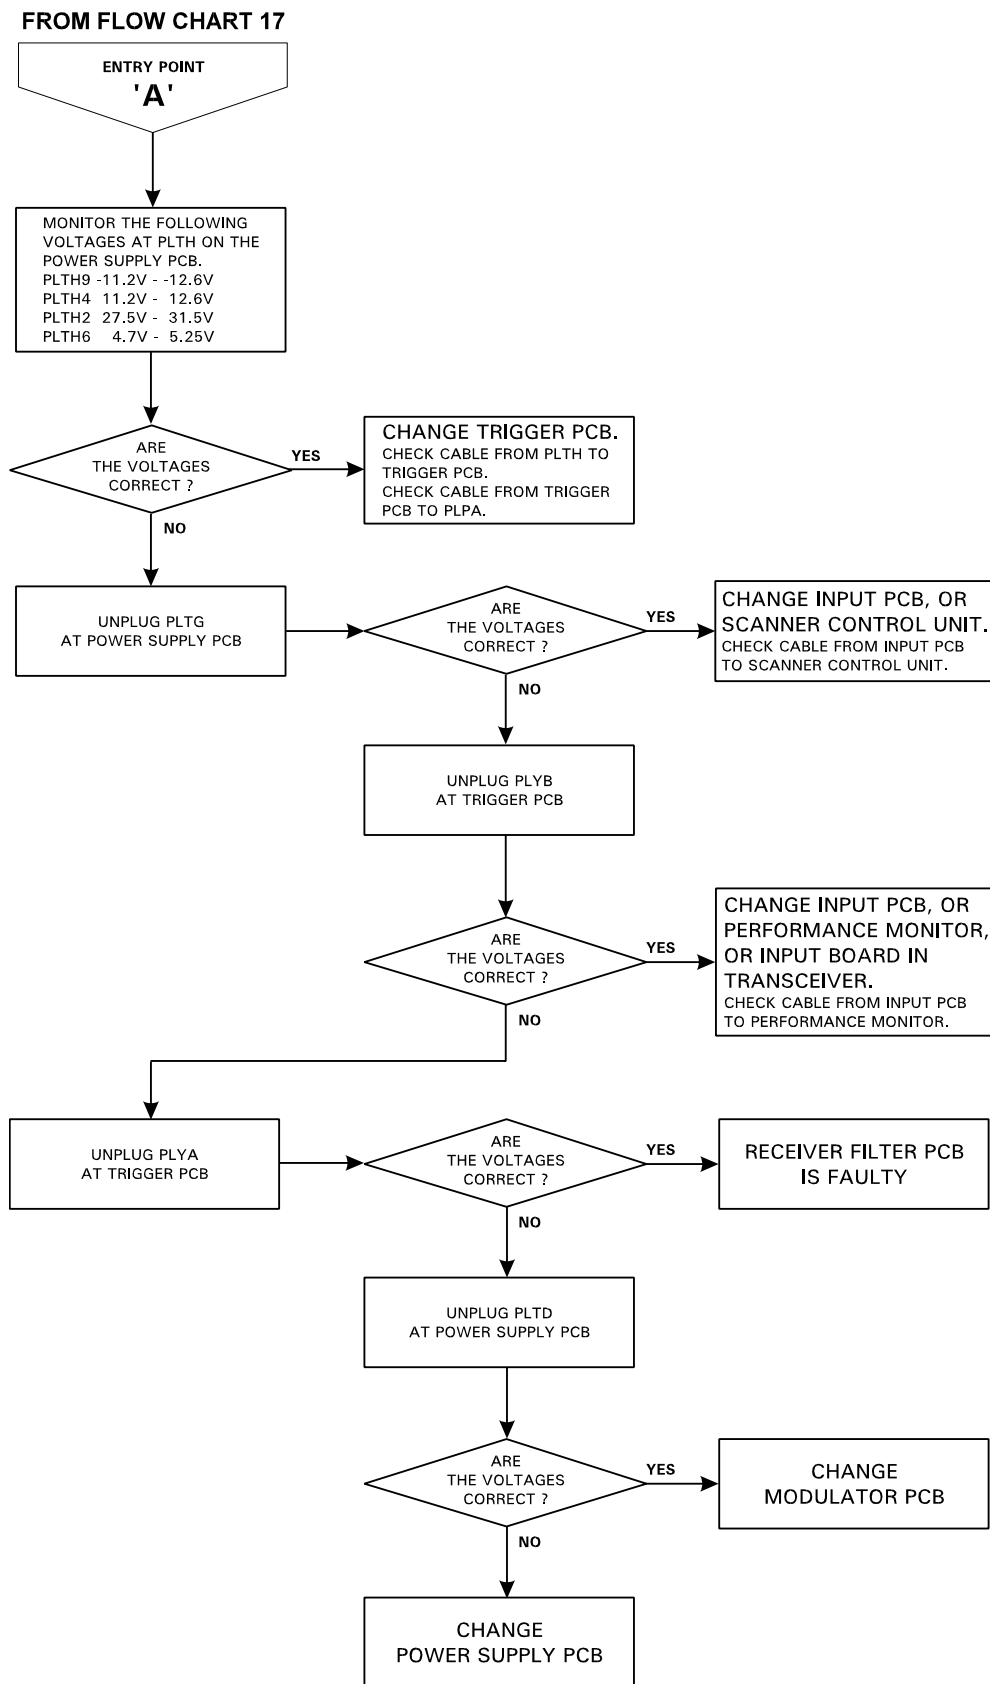 FROM FLOW CHART 17
ENTRY POINT
'A'
MONITOR THE FOLLOWING
VOLTAGES AT PLTH ON THE
POWER SUPPLY PCB.
PLTH9 -11.2V - -12.6V
PLTH4 11.2V - 12.6V
PLTH2 27.5V - 31.5V
PLTH6 4.7V - 5.25V
ARE
THE VOLTAGES
CORRECT ?
YES
CHANGE TRIGGER PCB.
CHECK CABLE FROM PLTH TO
TRIGGER PCB.
CHECK CABLE FROM TRIGGER
PCB TO PLPA.
NO
UNPLUG PLTG
AT POWER SUPPLY PCB
ARE
THE VOLTAGES
CORRECT ?
YES
CHANGE INPUT PCB, OR
SCANNER CONTROL UNIT.
CHECK CABLE FROM INPUT PCB
TO SCANNER CONTROL UNIT.
NO
UNPLUG PLYB
AT TRIGGER PCB
ARE
THE VOLTAGES
CORRECT ?
YES
CHANGE INPUT PCB, OR
PERFORMANCE MONITOR,
OR INPUT BOARD IN
TRANSCEIVER.
CHECK CABLE FROM INPUT PCB
TO PERFORMANCE MONITOR.
NO
UNPLUG PLYA
AT TRIGGER PCB
ARE
THE VOLTAGES
CORRECT ?
YES
RECEIVER FILTER PCB
IS FAULTY
NO
UNPLUG PLTD
AT POWER SUPPLY PCB
ARE
THE VOLTAGES
CORRECT ?
YES
CHANGE
MODULATOR PCB
NO
CHANGE
POWER SUPPLY PCB